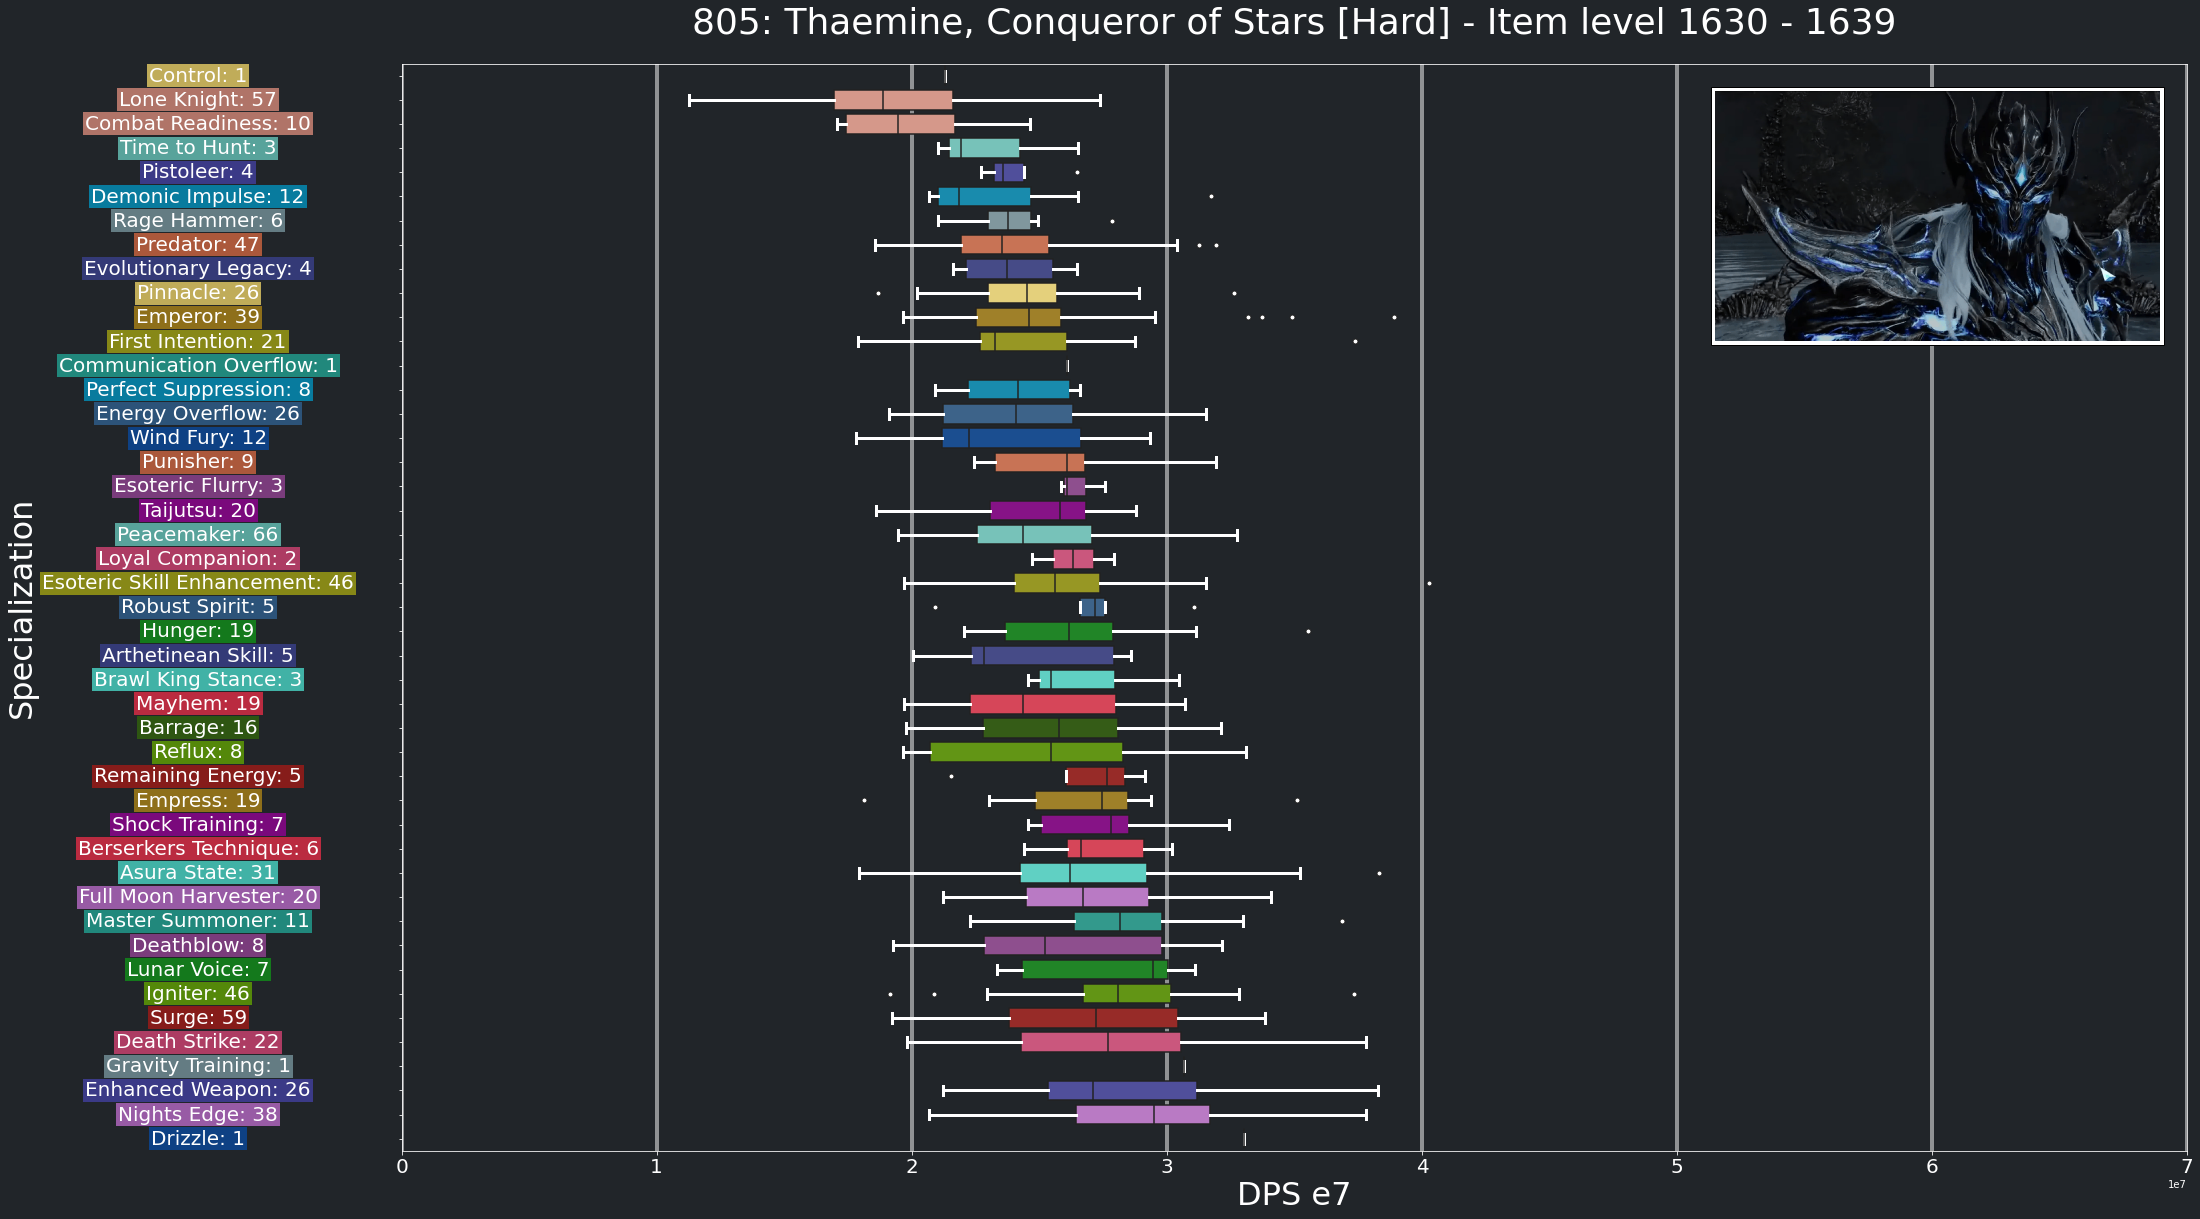 805: Thaemine, Conqueror of Stars [Hard] - Item level 1630 - 1639
Specialization
Control: 1
Lone Knight: 57
Combat Readiness: 10
Time to Hunt: 3
Pistoleer: 4
Demonic Impulse: 12
Rage Hammer: 6
Predator: 47
Evolutionary Legacy: 4
Pinnacle: 26
Emperor: 39
First Intention: 21
Communication Overflow: 1
Perfect Suppression: 8
Energy Overflow: 26
Wind Fury: 12
Punisher: 9
Esoteric Flurry: 3
Taijutsu: 20
Peacemaker: 66
Loyal Companion: 2
Esoteric Skill Enhancement: 46
Robust Spirit: 5
Hunger: 19
Arthetinean Skill: 5
Brawl King Stance: 3
Mayhem: 19
Barrage: 16
Reflux: 8
Remaining Energy: 5
Empress: 19
Shock Training: 7
Berserkers Technique: 6
Asura State: 31
Full Moon Harvester: 20
Master Summoner: 11
Deathblow: 8
Lunar Voice: 7
Igniter: 46
Surge: 59
Death Strike: 22
Gravity Training: 1
Enhanced Weapon: 26
Nights Edge: 38
Drizzle: 1
0 1 2 3 4 5 6 7
1e7
DPS e7